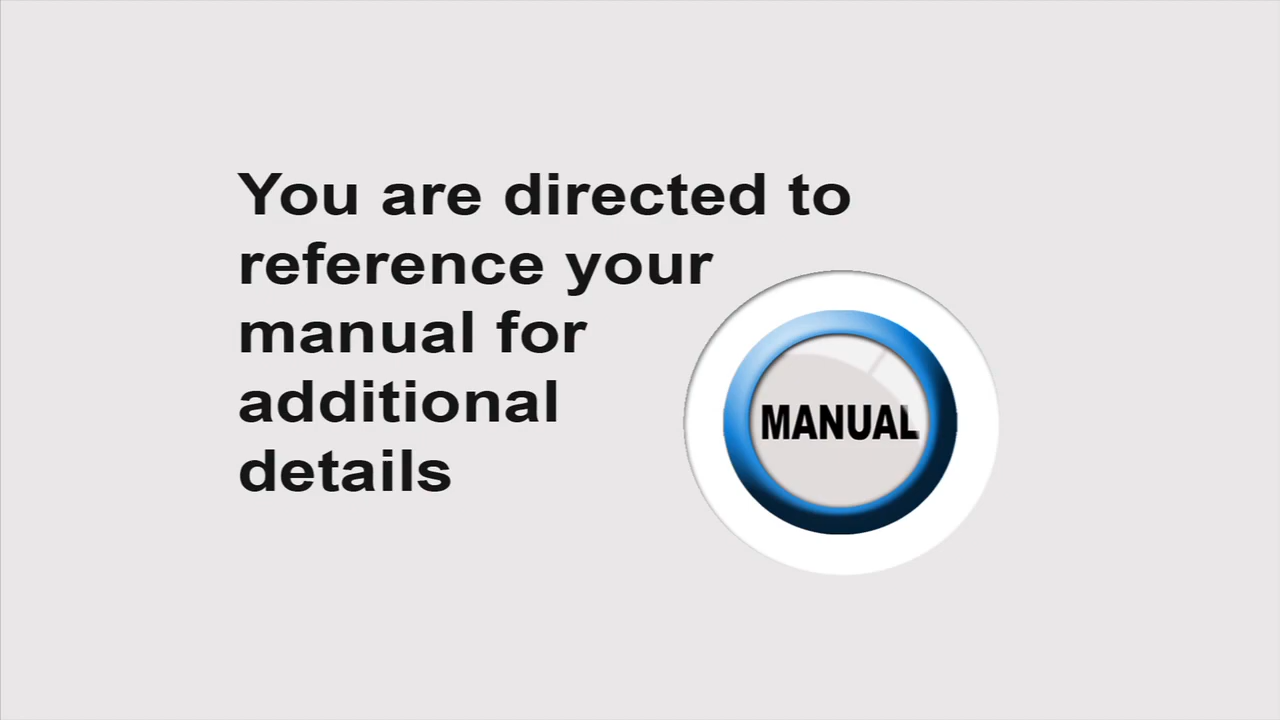 You are directed to
reference your
manual for
additional
details
MANUAL